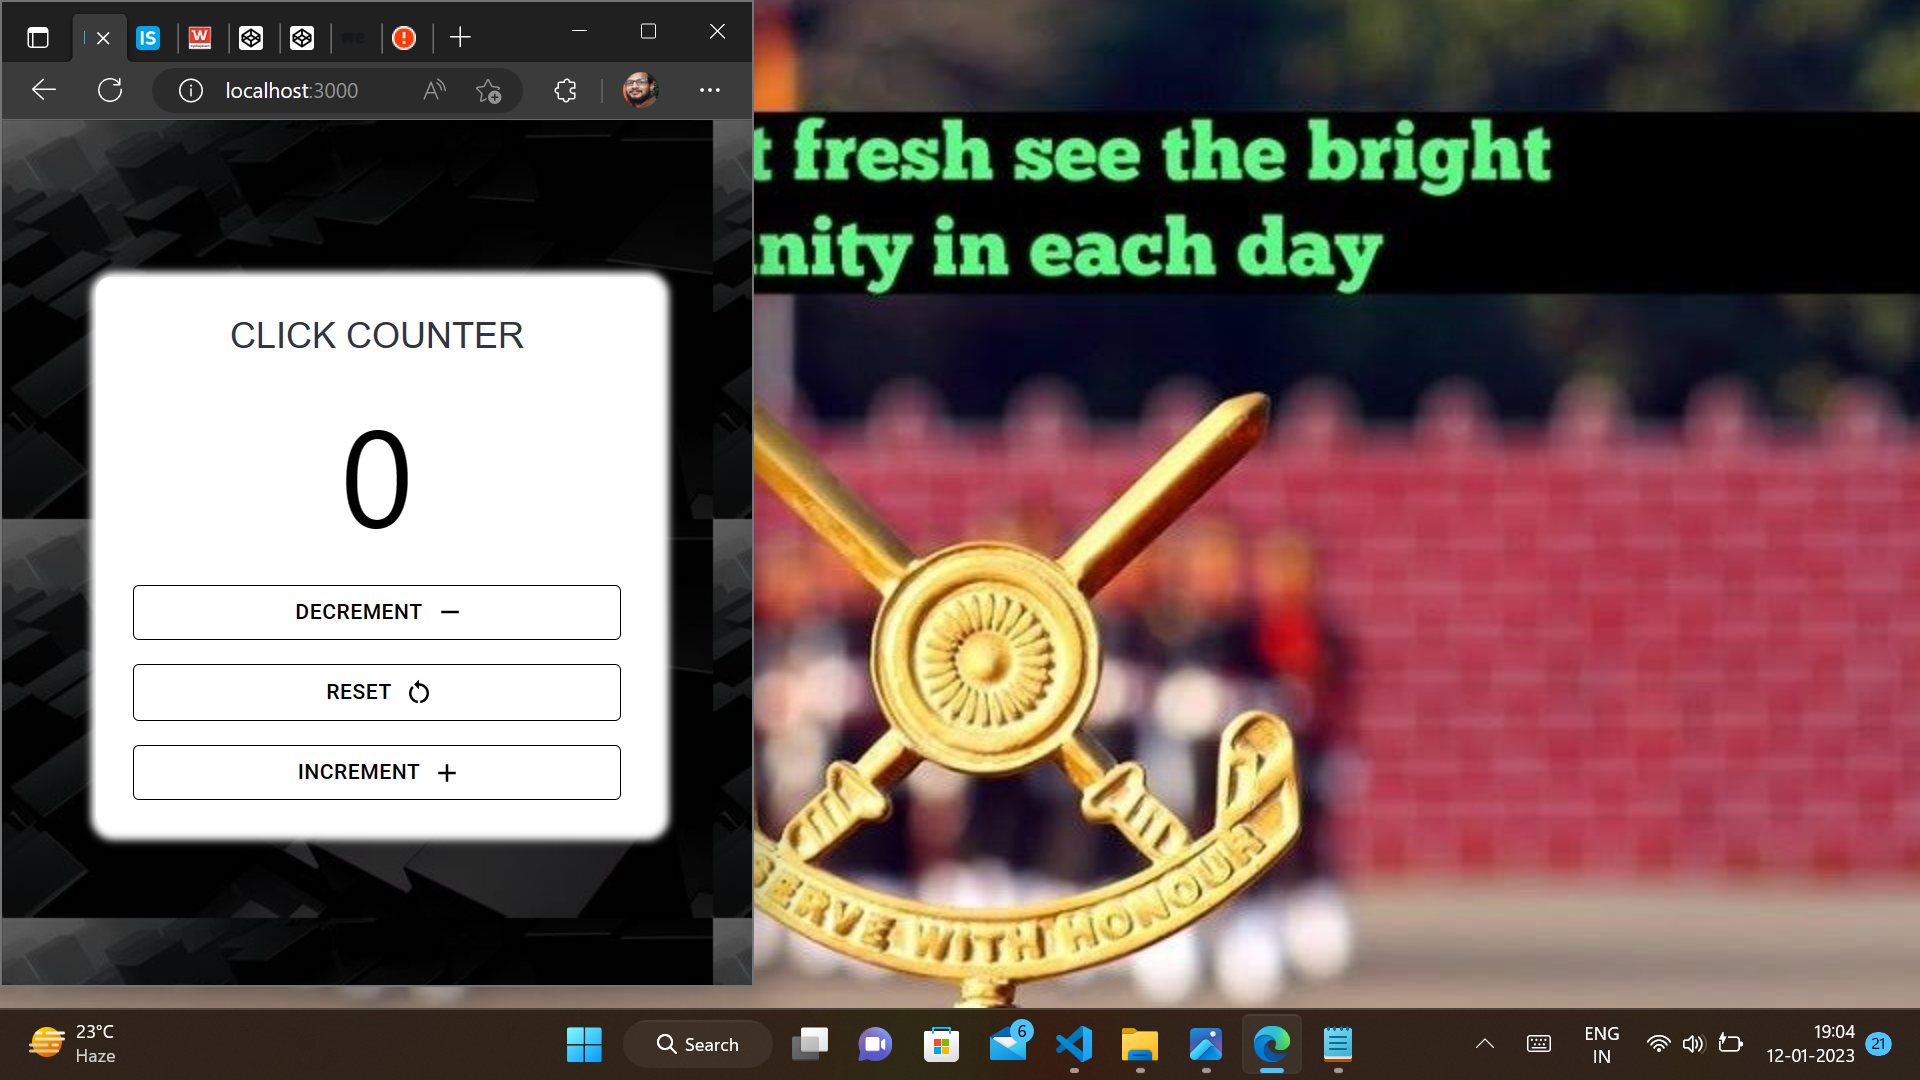 IS
W
we
localhost:3000
CLICK COUNTER
0
DECREMENT
RESET
INCREMENT
fresh see the bright
in each day
SERVE WITH HONOUR
23°C
Haze
Search
6
ENG
IN
19:04
12-01-2023
21